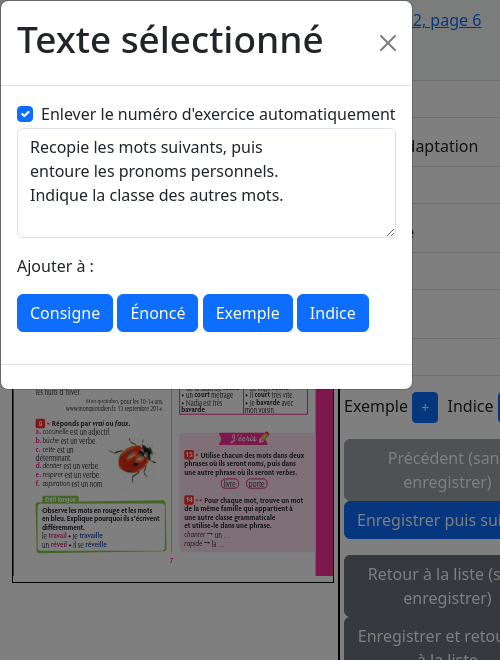 Texte sélectionné
2, page 6
Enlever le numéro d'exercice automatiquement
Recopie les mots suivants, puis
entoure les pronoms personnels.
Indique la classe des autres mots.
daptation
Ajouter à :
Consigne
Énoncé
Exemple
Indice
les nuits d'hiver.
Mon quotidien, pour les 10-14 ans,
www.monquotidien.fr, 13 septembre 2014.
9 • Réponds par vrai ou faux.
a. coccinelle est un adjectif.
b. bûche est un verbe.
c. cette est un
déterminant.
d. denter est un verbe.
e. respirer est un verbe.
f. aspiration est un nom.
Défi langue
Observe les mots en rouge et les mots
en bleu. Explique pourquoi ils s'écrivent
différemment.
le travail • je travaille
un réveil • il se réveille
• un court métrage
• Nadia est très
bavarde.
• il court très vite.
• Je bavarde avec
mon voisin.
J'écris
13 • Utilise chacun des mots dans deux
phrases où ils seront noms, puis dans
une autre phrase où ils seront verbes.
livre
porte
14 •• Pour chaque mot, trouve un mot
de la même famille qui appartient à
une autre classe grammaticale
et utilise-le dans une phrase.
chanter → un ...
rapide → la ...
7
Exemple
+
Indice
Précédent (san
enregistrer)
Enregistrer puis sui
Retour à la liste (s
enregistrer)
Enregistrer et retou
à la liste